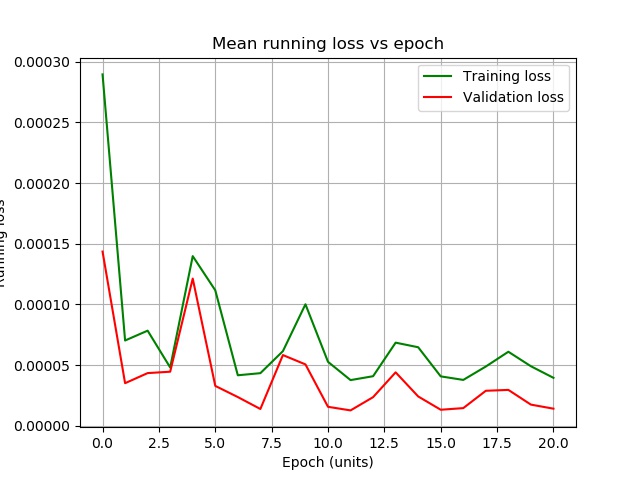 Mean running loss vs epoch
Training loss
Validation loss
0.00030
0.00025
0.00020
0.00015
0.00010
0.00005
0.00000
loss
0.0 2.5 5.0 7.5 10.0 12.5 15.0 17.5 20.0
Epoch (units)